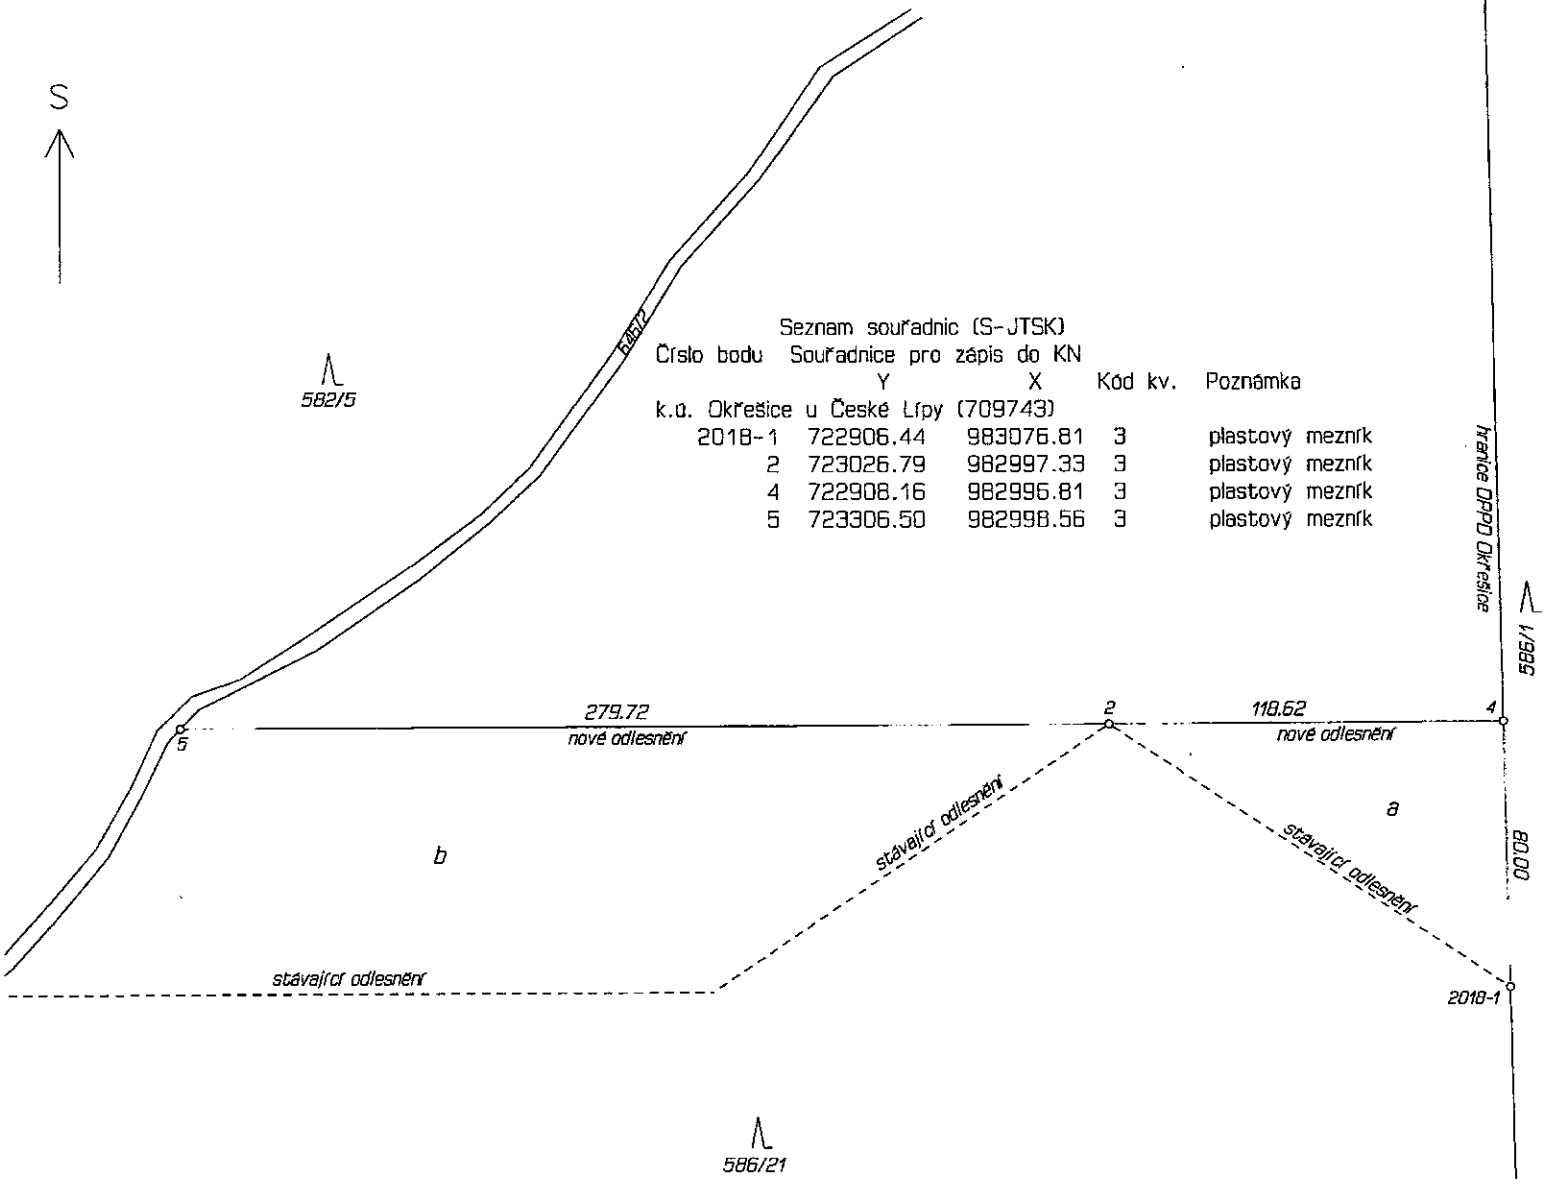 S
646/2
582/5
Seznam souřadnic (S-JTSK)
Číslo bodu Souřadnice pro zápis do KN
Y X Kód kv. Poznámka
k.ú. Okřešice u České Lípy (709743)
2018-1 722906.44 983076.81 3 plastový mezník
2 723026.79 982997.33 3 plastový mezník
4 722908.16 982996.81 3 plastový mezník
5 723306.50 982998.56 3 plastový mezník
hranice DPPD Okřešice
586/1
279.72
nové odlesnění
5
2
118.62
nové odlesnění
4
a
80.00
b
stávající odlesnění
stávající odlesnění
stávající odlesnění
2018-1
586/21